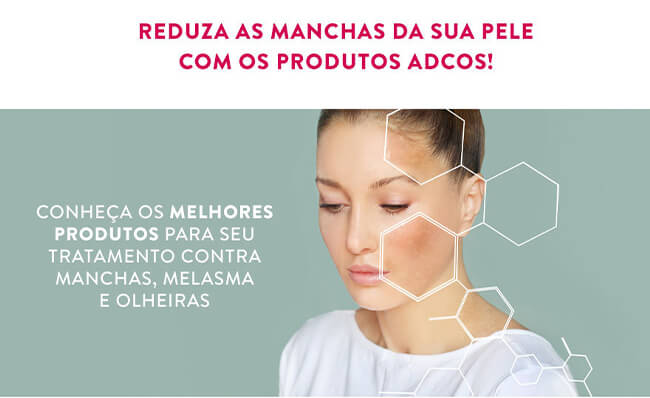 REDUZA AS MANCHAS DA SUA PELE
COM OS PRODUTOS ADCOS!
CONHEÇA OS MELHORES
PRODUTOS PARA SEU
TRATAMENTO CONTRA
MANCHAS, MELASMA
E OLHEIRAS